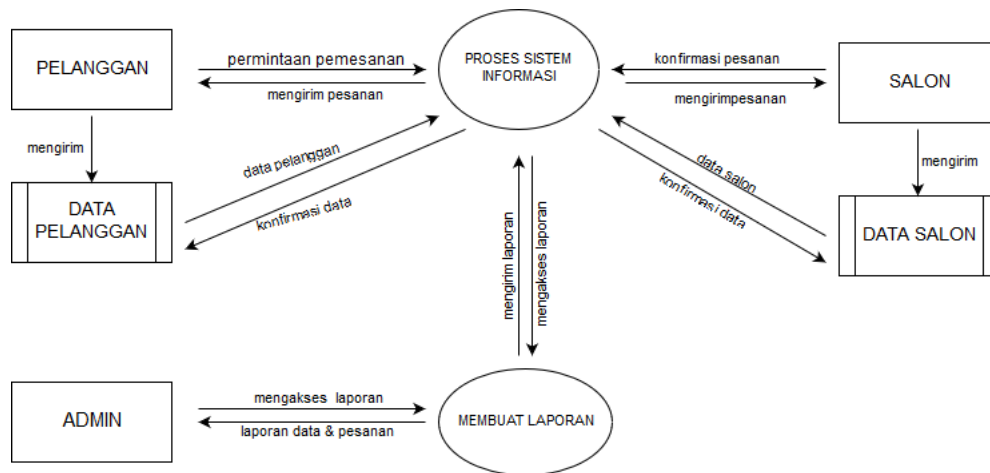 PELANGGAN
permintaan pemesanan
mengirim pesanan
PROSES SISTEM
INFORMASI
konfirmasi pesanan
mengirimpesanan
SALON
mengirim
data pelanggan
konfirmasi data
data salon
konfirmasi data
mengirim
DATA
PELANGGAN
DATA SALON
mengirim laporan
mengakses laporan
ADMIN
mengakses laporan
laporan data & pesanan
MEMBUAT LAPORAN